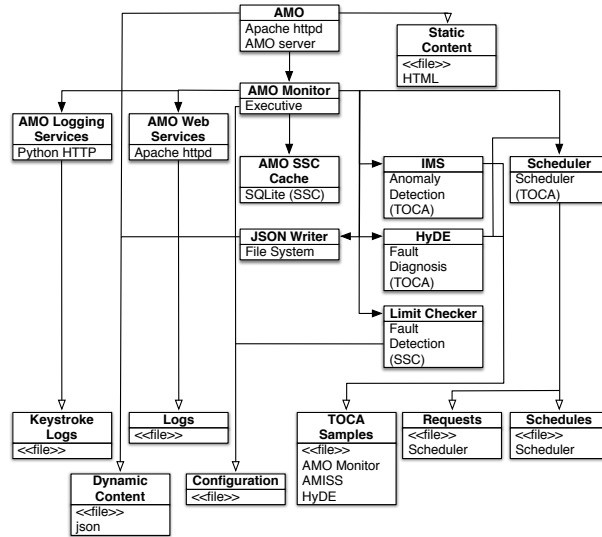 AMO
Apache httpd
AMO server
Static
Content
<<file>>
HTML
AMO Monitor
Executive
AMO Logging
Services
Python HTTP
AMO Web
Services
Apache httpd
AMO SSC
Cache
SQLite (SSC)
IMS
Anomaly
Detection
(TOCA)
Scheduler
Scheduler
(TOCA)
JSON Writer
File System
HyDE
Fault
Diagnosis
(TOCA)
Limit Checker
Fault
Detection
(SSC)
Keystroke
Logs
<<file>>
Logs
<<file>>
TOCA
Samples
<<file>>
AMO Monitor
AMISS
HyDE
Requests
<<file>>
Scheduler
Schedules
<<file>>
Scheduler
Dynamic
Content
<<file>>
json
Configuration
<<file>>